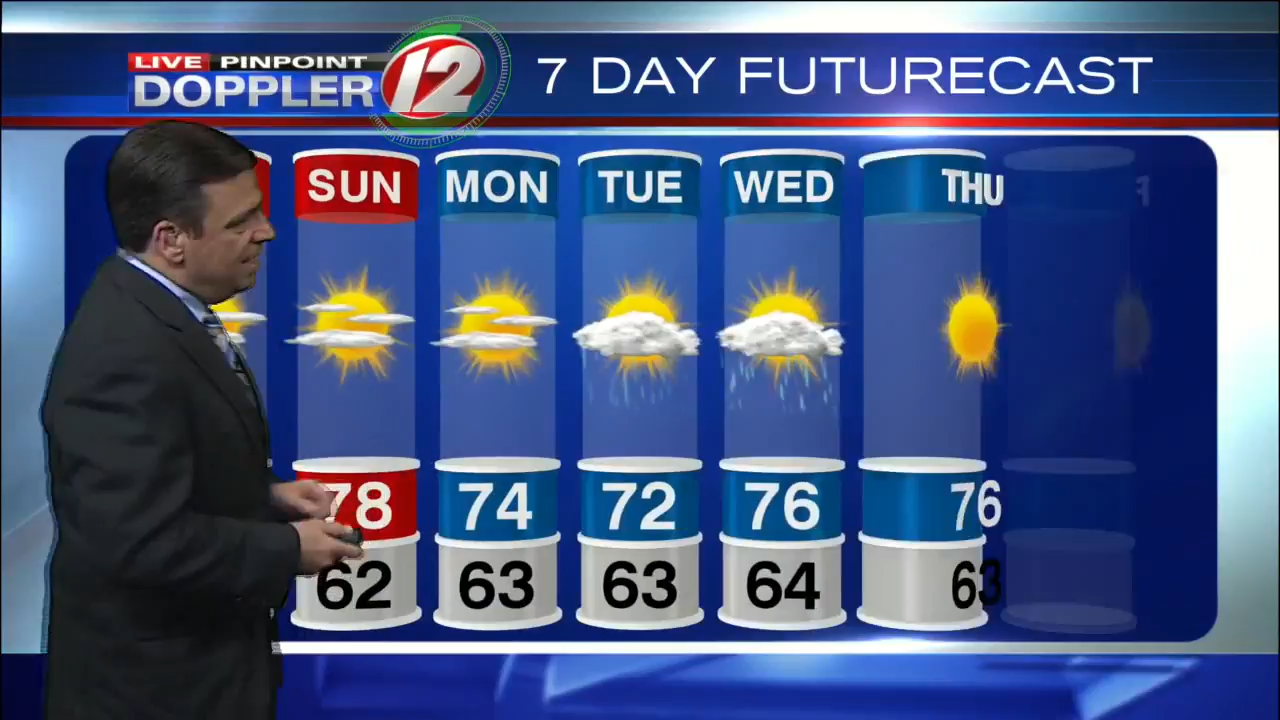 LIVE PINPOINT
DOPPLER 12
7 DAY FUTURECAST
SUN MON TUE WED THU
78 74 72 76 76
62 63 63 64 63